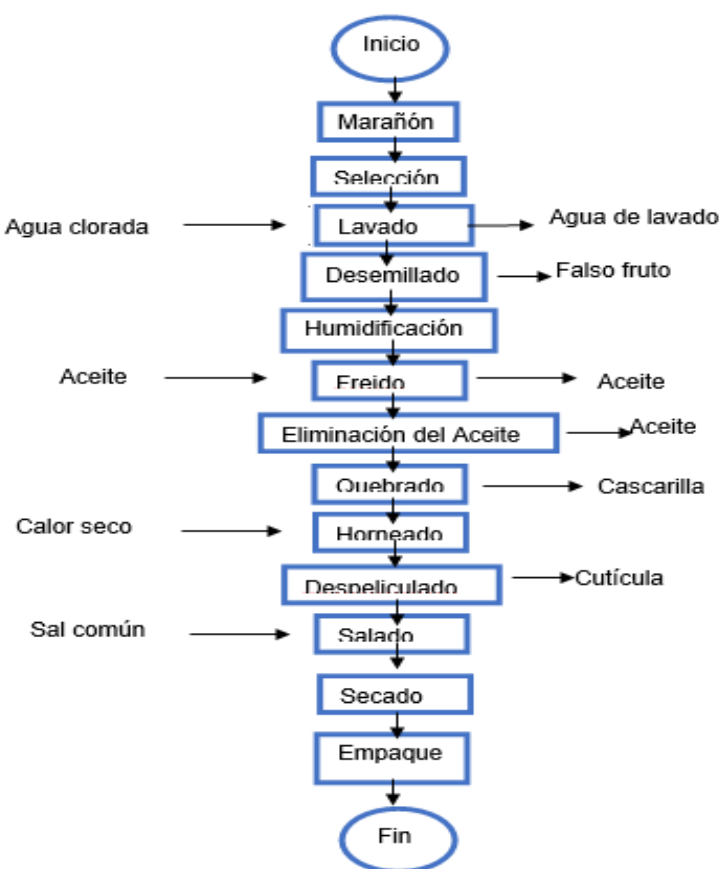 Inicio
Marañón
Selección
Agua clorada
Lavado
Agua de lavado
Desemillado
Falso fruto
Humidificación
Aceite
Freido
Aceite
Eliminación del Aceite
Aceite
Quebrado
Cascarilla
Calor seco
Horneado
Despeliculado
Cutícula
Sal común
Salado
Secado
Empaque
Fin